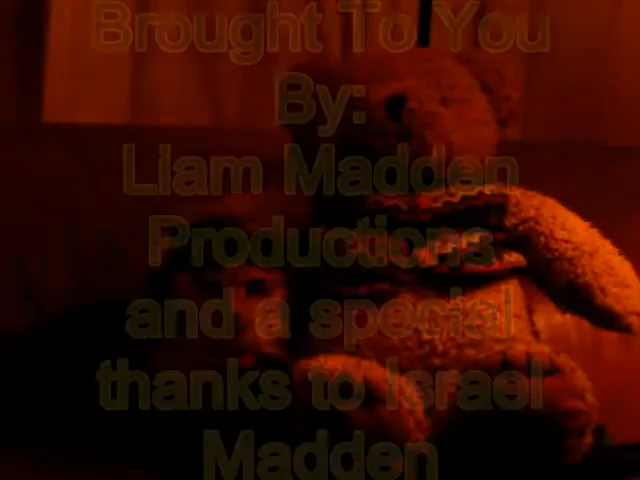 Brought To You
By:
Liam Madden
Productions
and a special
thanks to Israel
Madden